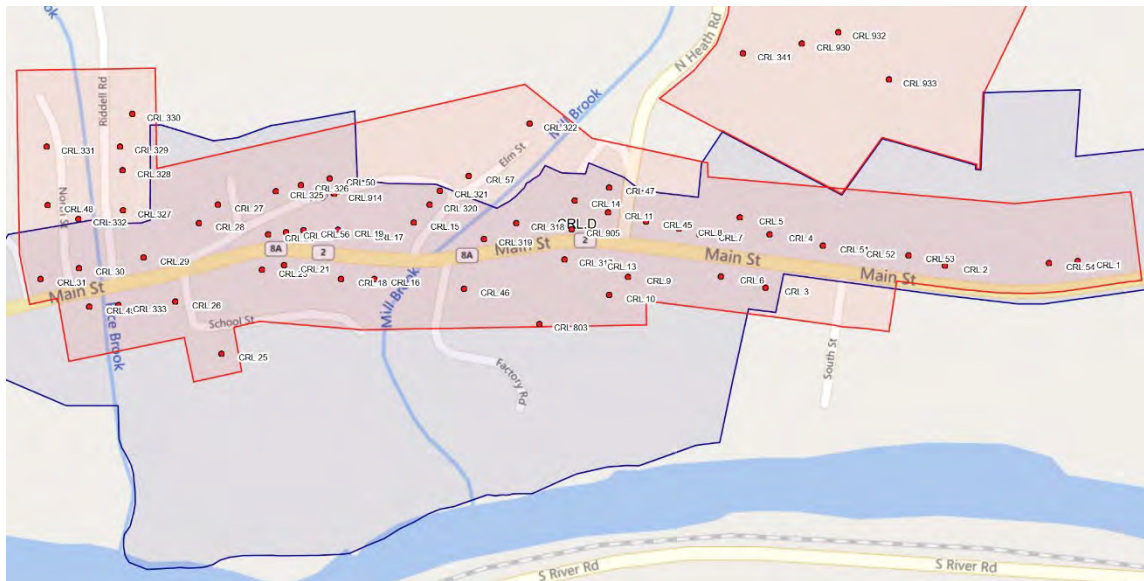 Brook
Riddell Rd
N Heath Rd
CRL.932
CRL.930
CRL.341
CRL.933
CRL.330
CRL.322
Mill Brook
CRL.331
CRL.329
Elm St
CRL.328
CRL.57
CRL.50
CRL.326
CRL.325
CRL.914
CRL.321
CRL.47
North St
CRL.48
CRL.327
CRL.27
CRL.320
CRL.14
CRL.332
CRL.28
CRL.15
CRL.318
CRL.D
CRL.11
CRL.45
CRL.5
CRL.56
CRL.19
CRL.17
CRL.905
CRL.8
CRL.7
CRL.4
CRL.319
8A
2
8A
Main St
2
CRL.51
CRL.52
CRL.53
CRL.29
CRL.30
CRL.21
CRL.13
Main St
CRL.2
CRL.54
CRL.1
CRL.31
Main St
CRL.18
CRL.16
CRL.46
CRL.9
CRL.6
Main St
CRL.3
CRL.10
CRL.333
CRL.26
Mill Brook
School St
CRL.803
CRL.25
Factory Rd
South St
S River Rd
S River Rd